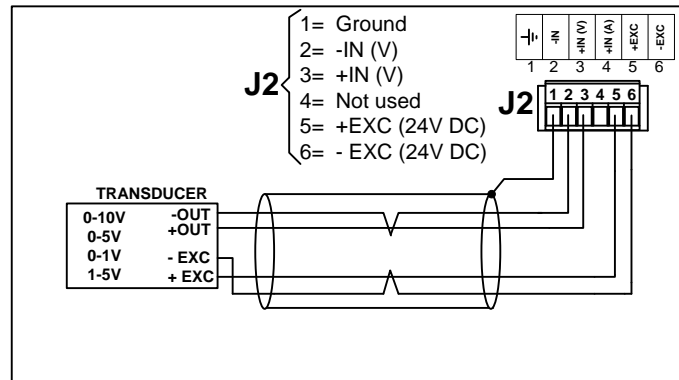 J2
1= Ground
2= -IN (V)
3= +IN (V)
4= Not used
5= +EXC (24V DC)
6= - EXC (24V DC)
-IN +IN (V) +IN (A) +EXC -EXC
1 2 3 4 5 6
J2
1 2 3 4 5 6
TRANSDUCER
0-10V -OUT
0-5V +OUT
0-1V - EXC
1-5V + EXC